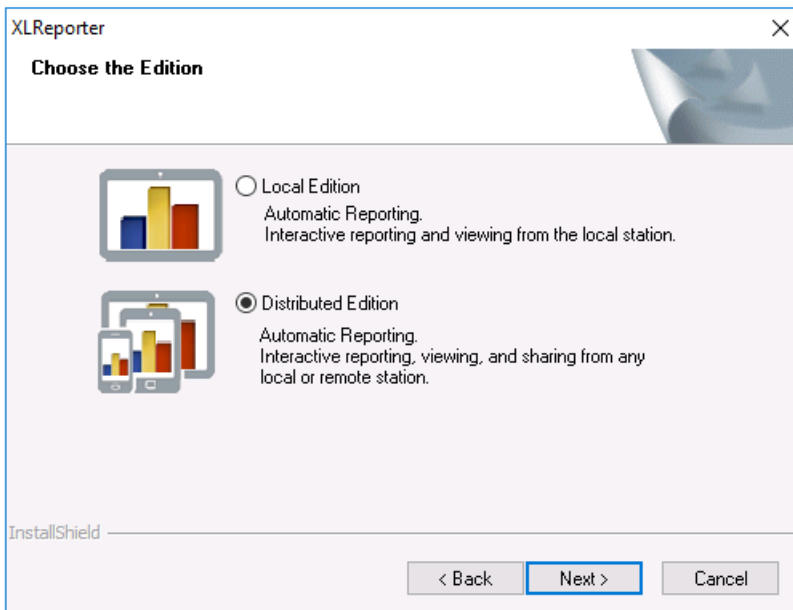 XLReporter
Choose the Edition
Local Edition
Automatic Reporting.
Interactive reporting and viewing from the local station.
Distributed Edition
Automatic Reporting.
Interactive reporting, viewing, and sharing from any
local or remote station.
InstallShield
< Back
Next >
Cancel